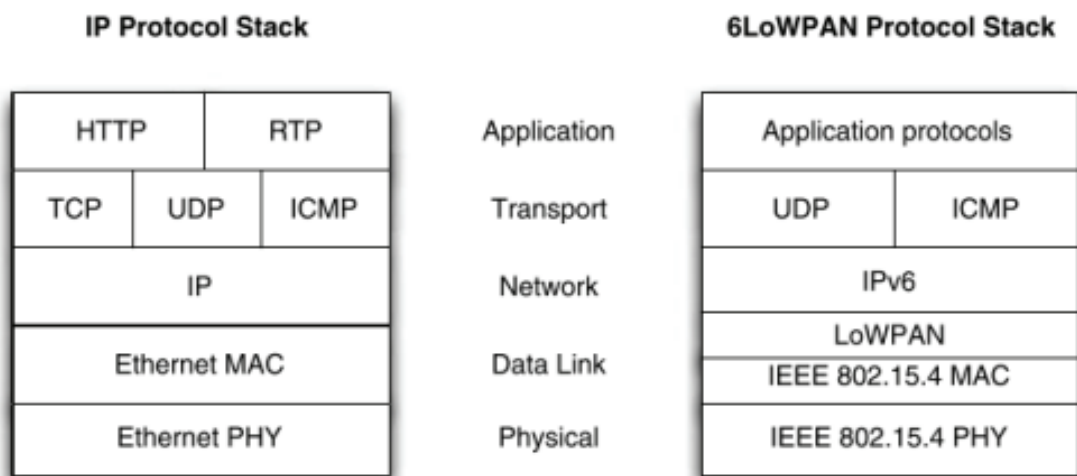 IP Protocol Stack 6LoWPAN Protocol Stack
HTTP RTP Application Application protocols
TCP UDP ICMP Transport UDP ICMP
IP Network IPv6
LoWPAN
Ethernet MAC Data Link IEEE 802.15.4 MAC
Ethernet PHY Physical IEEE 802.15.4 PHY